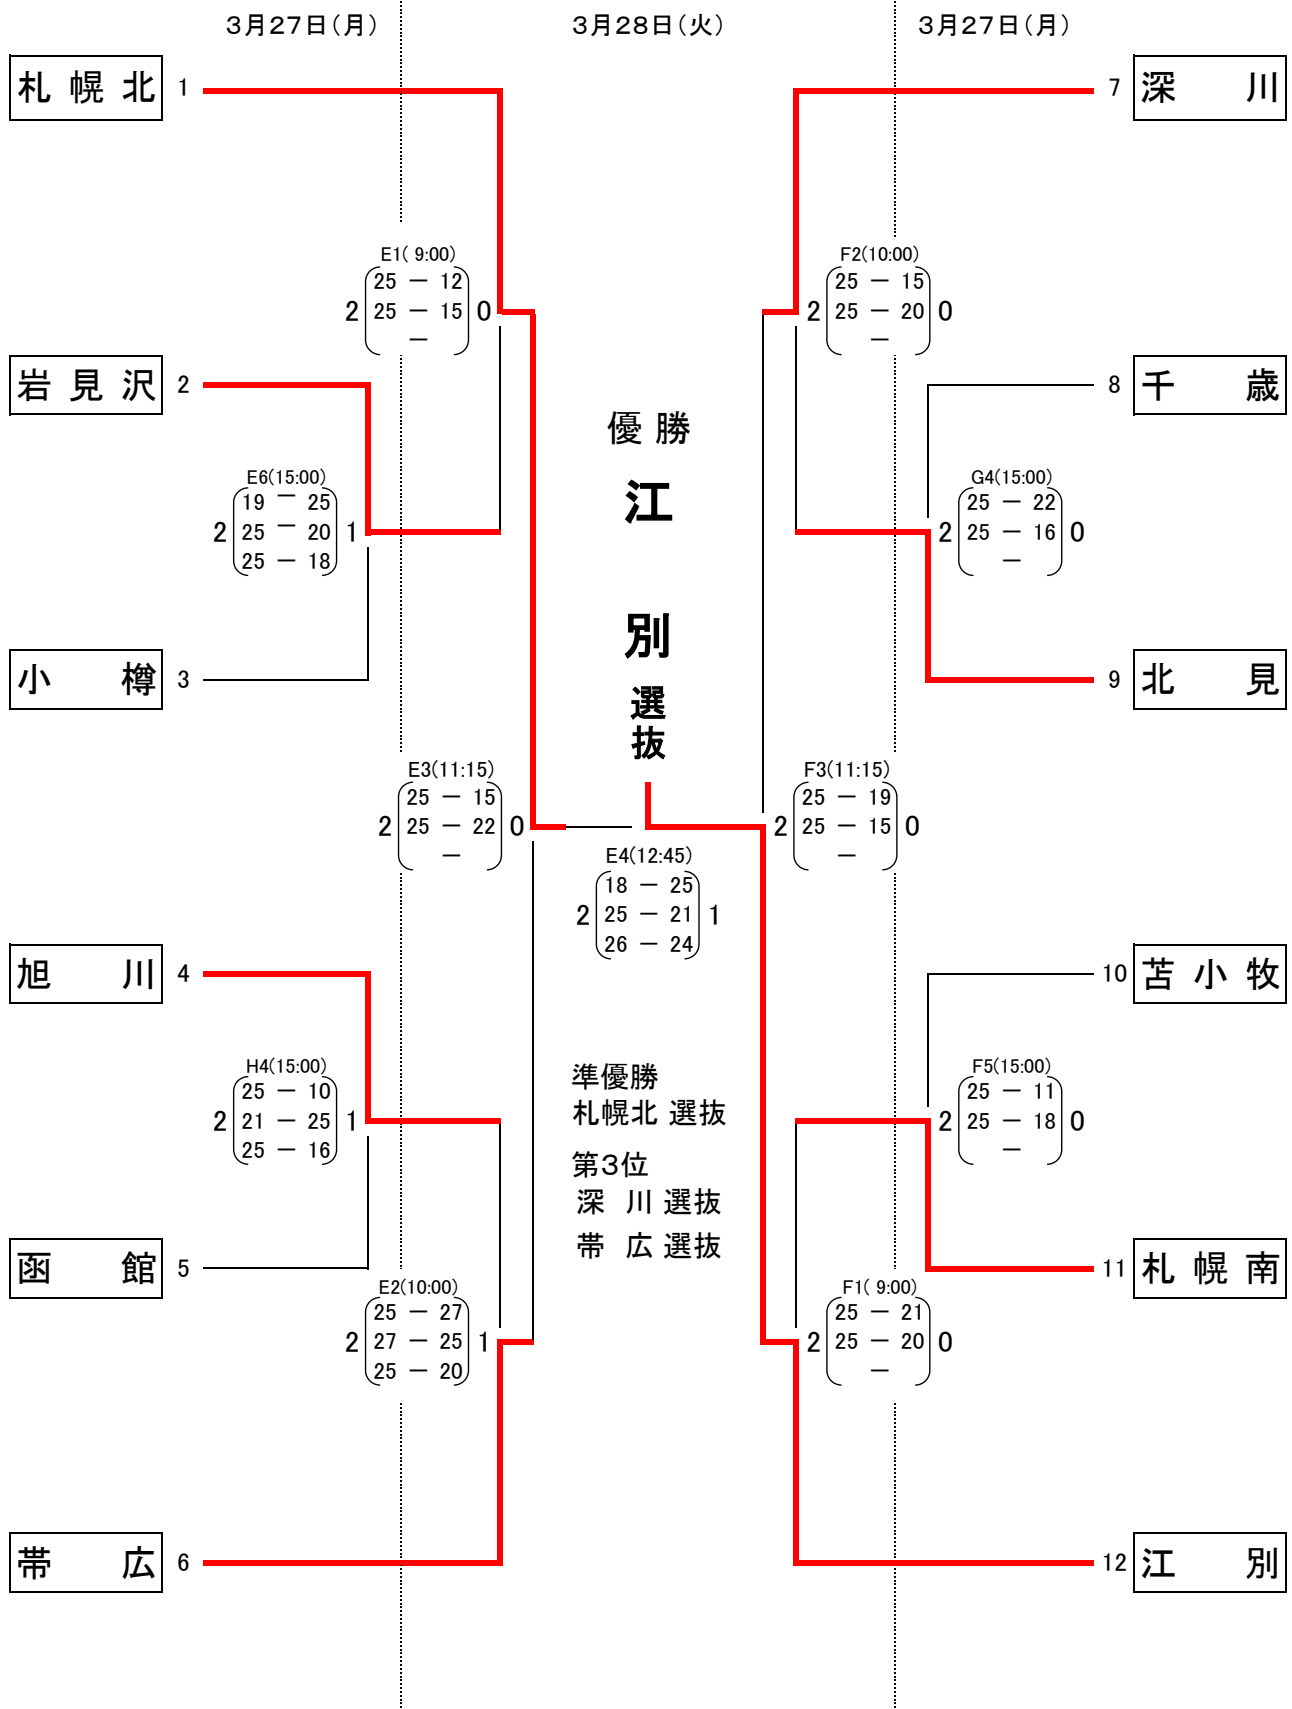 3月27日(月)
3月28日(火)
3月27日(月)
札幌北 1
7 深川
E1( 9:00)
2 25 － 12 0
25 － 15
－
F2(10:00)
2 25 － 15 0
25 － 20
－
岩見沢 2
8 千歳
優勝
江別選抜
E6(15:00)
2 19 － 25 1
25 － 20
25 － 18
G4(15:00)
2 25 － 22 0
25 － 16
－
小樽 3
9 北見
E3(11:15)
2 25 － 15 0
25 － 22
－
F3(11:15)
2 25 － 19 0
25 － 15
－
E4(12:45)
2 18 － 25 1
25 － 21
26 － 24
旭川 4
10 苫小牧
H4(15:00)
2 25 － 10 1
21 － 25
25 － 16
F5(15:00)
2 25 － 11 0
25 － 18
－
準優勝
札幌北 選抜
第3位
深川 選抜
帯広 選抜
函館 5
11 札幌南
E2(10:00)
2 25 － 27 1
27 － 25
25 － 20
F1( 9:00)
2 25 － 21 0
25 － 20
－
帯広 6
12 江別